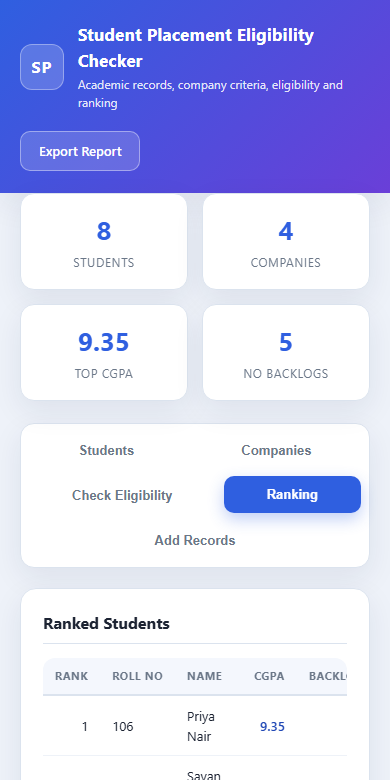 SP
Student Placement Eligibility
Checker
Academic records, company criteria, eligibility and
ranking
Export Report
8
STUDENTS
4
COMPANIES
9.35
TOP CGPA
5
NO BACKLOGS
Students
Companies
Check Eligibility
Ranking
Add Records
Ranked Students
RANK ROLL NO NAME CGPA
1 106 Priya Nair 9.35